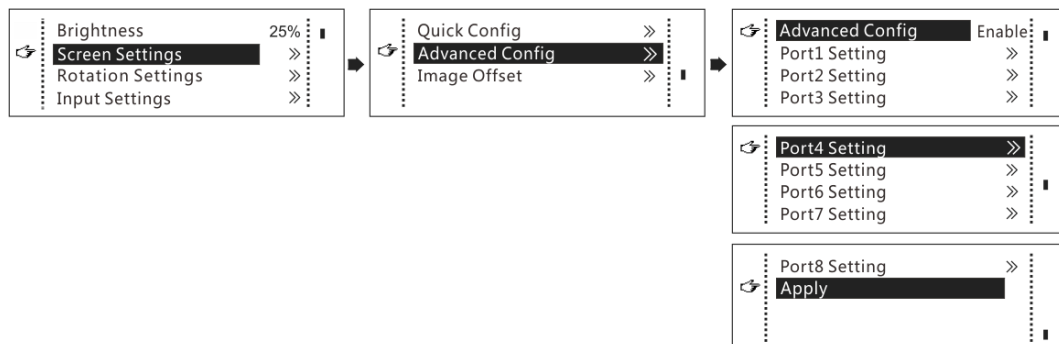 Brightness 25%
Screen Settings »
Rotation Settings »
Input Settings »
Quick Config »
Advanced Config »
Image Offset »
Advanced Config Enable
Port1 Setting »
Port2 Setting »
Port3 Setting »
Port4 Setting »
Port5 Setting »
Port6 Setting »
Port7 Setting »
Port8 Setting »
Apply